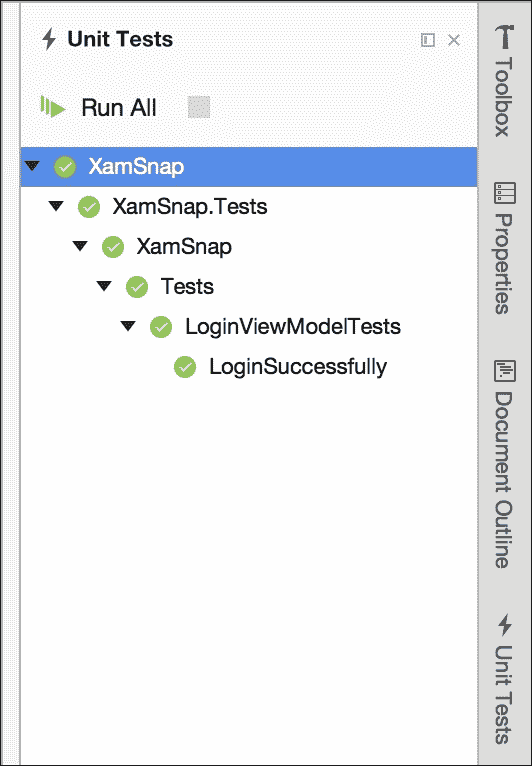 Unit Tests
Run All
XamSnap
XamSnap.Tests
XamSnap
Tests
LoginViewModelTests
LoginSuccessfully
Toolbox
Properties
Document Outline
Unit Tests